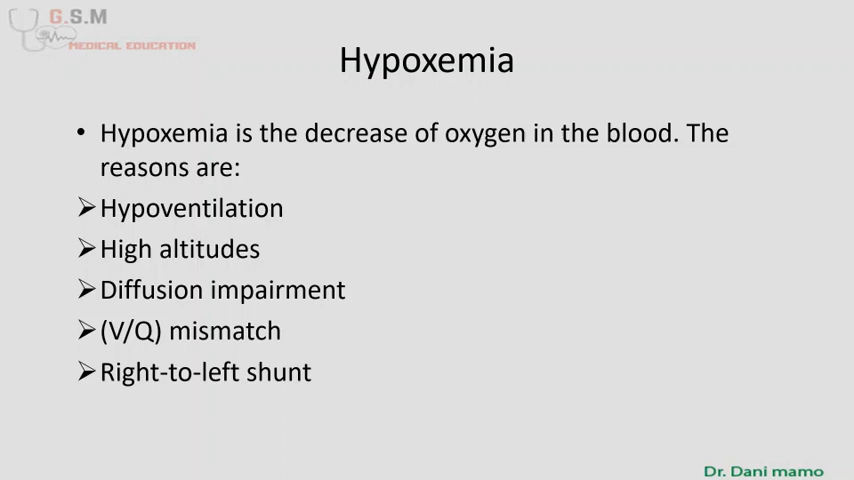 G.S.M
MEDICAL EDUCATION
Hypoxemia
• Hypoxemia is the decrease of oxygen in the blood. The
reasons are:
➢Hypoventilation
➢High altitudes
➢Diffusion impairment
➢(V/Q) mismatch
➢Right-to-left shunt
Dr. Dani mamo